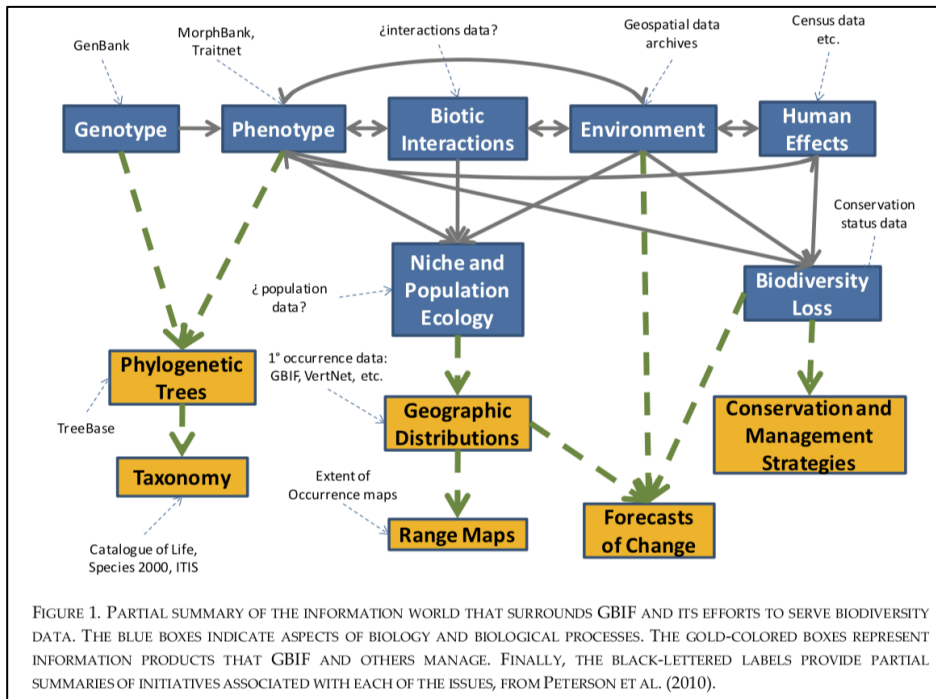 GenBank
MorphBank,
Traitnet
¿interactions data?
Geospatial data
archives
Census data
etc.
Genotype
Phenotype
Biotic
Interactions
Environment
Human
Effects
Conservation
status data
Niche and
Population
Ecology
Biodiversity
Loss
¿ population
data?
Phylogenetic
Trees
1° occurrence data:
GBIF, VertNet, etc.
TreeBase
Geographic
Distributions
Conservation and
Management
Strategies
Taxonomy
Extent of
Occurrence maps
Range Maps
Forecasts
of Change
Catalogue of Life,
Species 2000, ITIS
FIGURE 1. PARTIAL SUMMARY OF THE INFORMATION WORLD THAT SURROUNDS GBIF AND ITS EFFORTS TO SERVE BIODIVERSITY
DATA. THE BLUE BOXES INDICATE ASPECTS OF BIOLOGY AND BIOLOGICAL PROCESSES. THE GOLD-COLORED BOXES REPRESENT
INFORMATION PRODUCTS THAT GBIF AND OTHERS MANAGE. FINALLY, THE BLACK-LETTERED LABELS PROVIDE PARTIAL
SUMMARIES OF INITIATIVES ASSOCIATED WITH EACH OF THE ISSUES, FROM PETERSON ET AL. (2010).